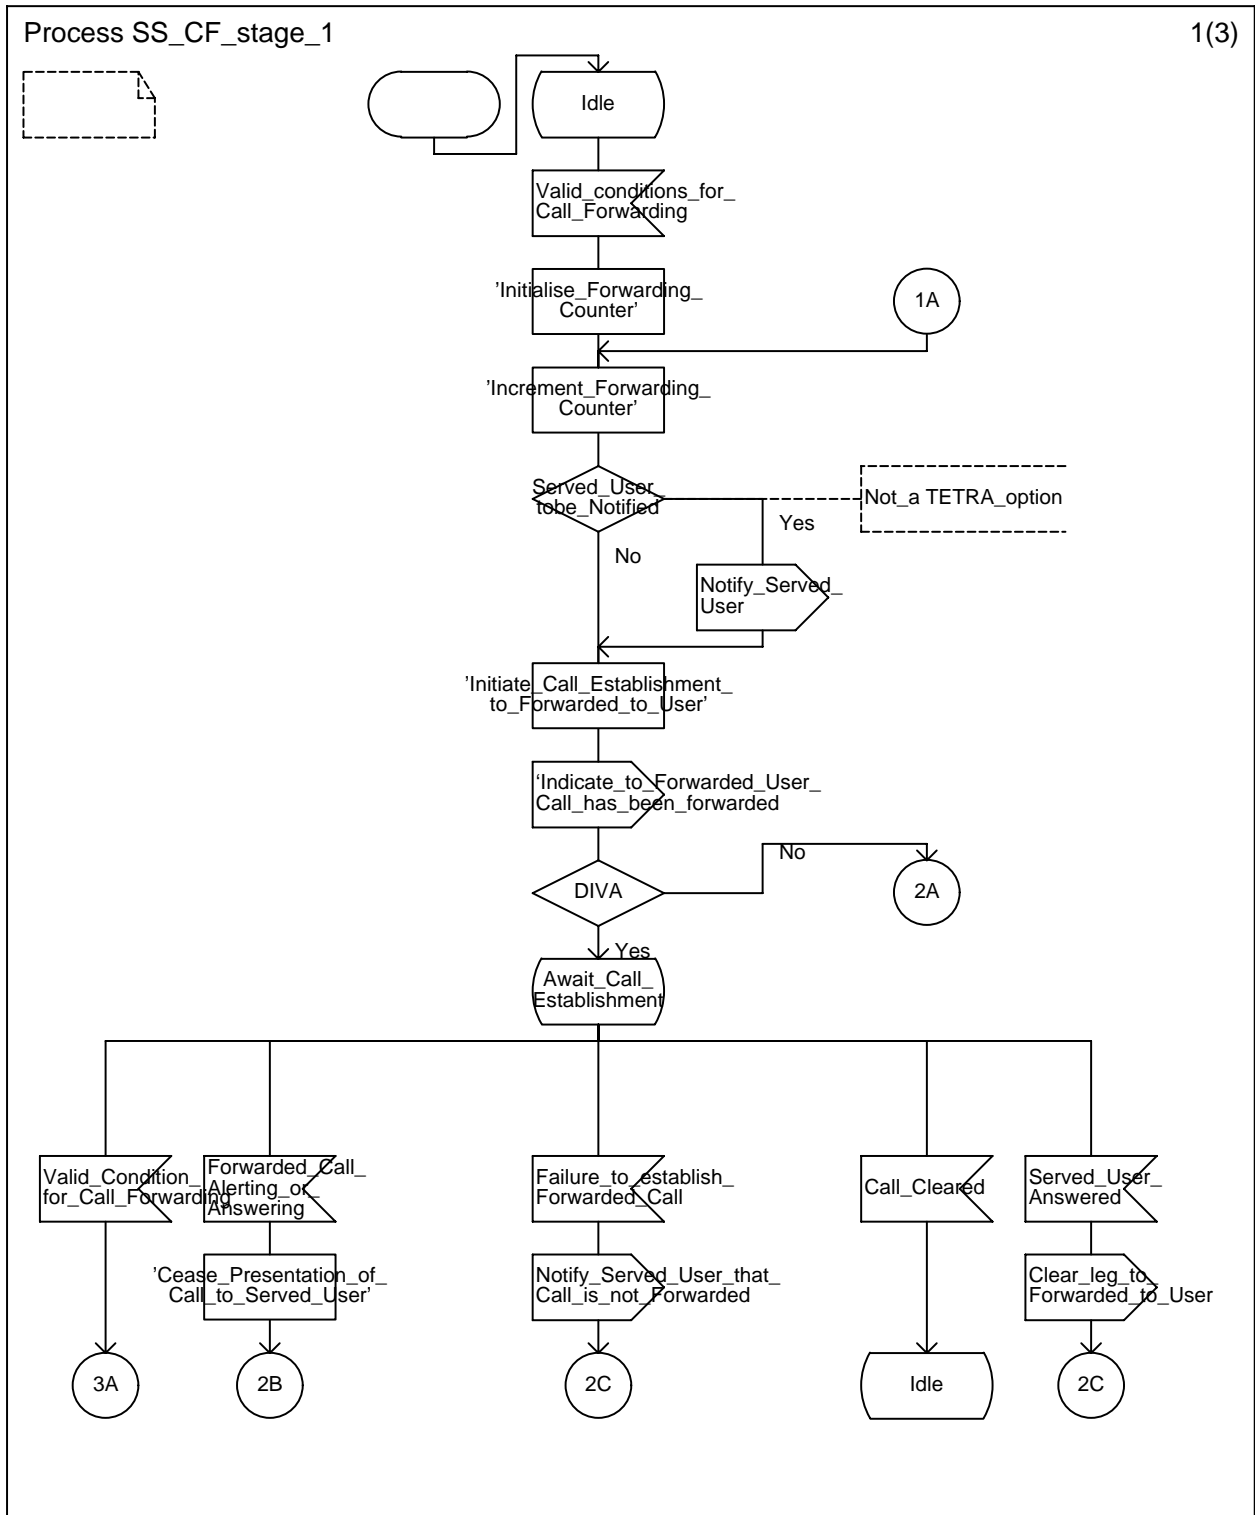 Process SS_CF_stage_1
1(3)
Idle
Valid_conditions_for_
Call_Forwarding
'Initialise_Forwarding_
Counter’
1A
’Increment_Forwarding_
Counter’
Served_User_
tobe_Notified
Not_a TETRA_option
Yes
No
Notify_Served_
User
'Initiate_Call_Establishment_
to_Forwarded_to_User’
‘Indicate_to_Forwarded_User_
Call_has_been_forwarded
No
DIVA
2A
Yes
Await_Call_
Establishment
Valid_Condition_
for_Call_Forwarding
Forwarded_Call_
Alerting_or_
Answering
Failure_to_establish_
Forwarded_Call
Call_Cleared
Served_User_
Answered
'Cease_Presentation_of_
Call_to_Served_User’
Notify_Served_User_that_
Call_is_not_Forwarded
Clear_leg_to_
Forwarded_to_User
3A
2B
2C
Idle
2C